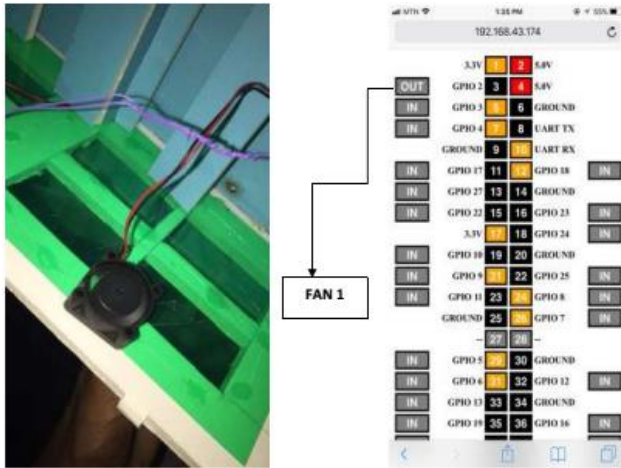 MTN 1:35 PM 55%
192.168.43.174
3.3V 1 2 5.0V
OUT GPIO 2 3 4 5.0V
IN GPIO 3 5 6 GROUND
IN GPIO 4 7 8 UART TX
GROUND 9 10 UART RX
IN GPIO 17 11 12 GPIO 18 IN
IN GPIO 27 13 14 GROUND
IN GPIO 22 15 16 GPIO 23 IN
3.3V 17 18 GPIO 24 IN
IN GPIO 10 19 20 GROUND
IN GPIO 9 21 22 GPIO 25 IN
IN GPIO 11 23 24 GPIO 8 IN
GROUND 25 26 GPIO 7 IN
-- 27 28 --
IN GPIO 5 29 30 GROUND
IN GPIO 6 31 32 GPIO 12 IN
IN GPIO 13 33 34 GROUND
IN GPIO 19 35 36 GPIO 16 IN
FAN 1